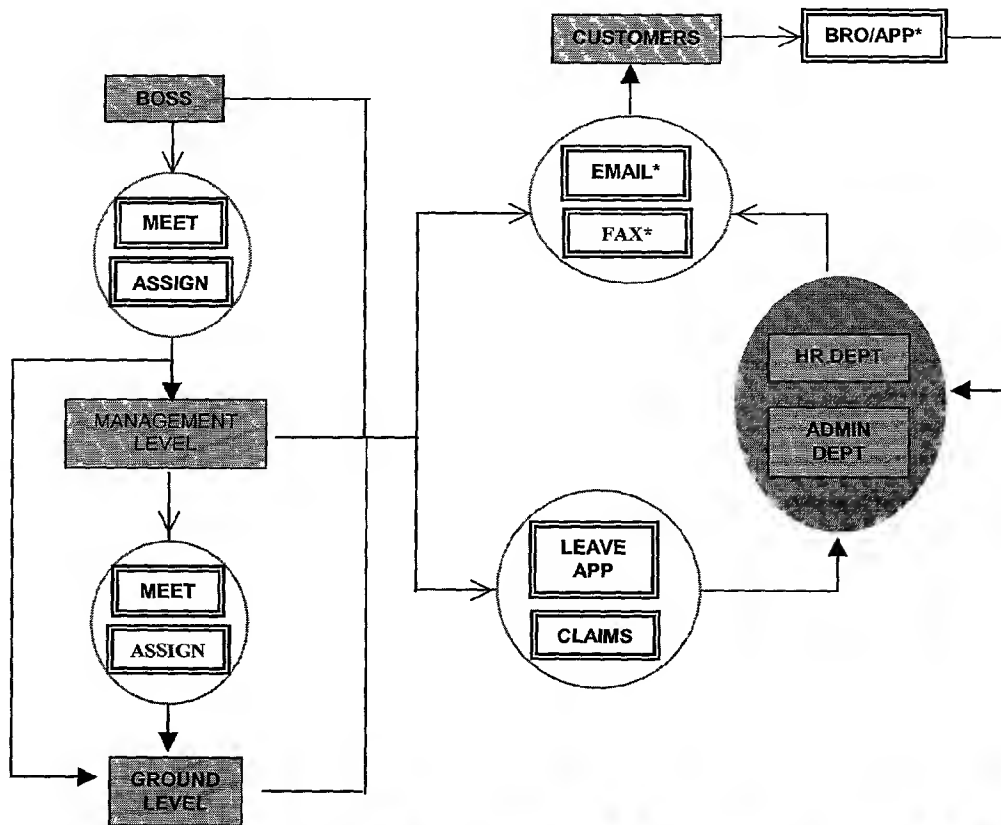 CUSTOMERS
BRO/APP*
BOSS
EMAIL*
FAX*
MEET
ASSIGN
HR DEPT
ADMIN
DEPT
MANAGEMENT
LEVEL
LEAVE
APP
CLAIMS
MEET
ASSIGN
GROUND
LEVEL